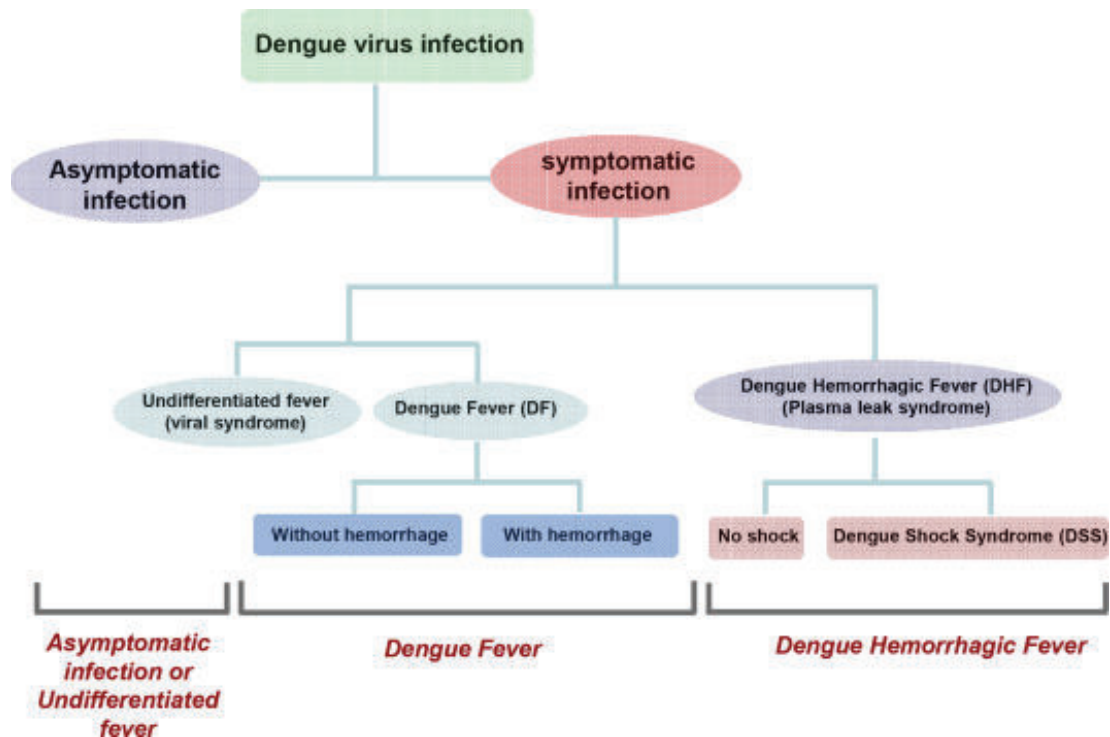 Dengue virus infection
Asymptomatic
infection
symptomatic
infection
Undifferentiated fever
(viral syndrome)
Dengue Fever (DF)
Dengue Hemorrhagic Fever (DHF)
(Plasma leak syndrome)
Without hemorrhage
With hemorrhage
No shock
Dengue Shock Syndrome (DSS)
Asymptomatic
infection or
Undifferentiated
fever
Dengue Fever
Dengue Hemorrhagic Fever